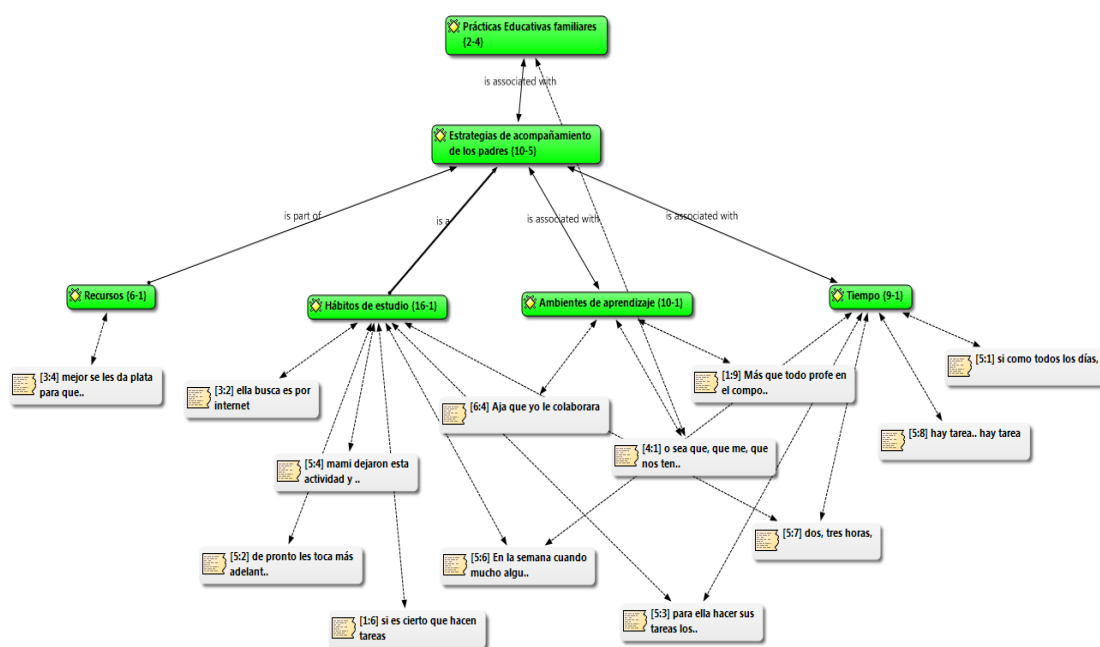 Prácticas Educativas familiares
{2-4}
is associated with
Estrategias de acompañamiento
de los padres {10-5}
is part of
is a
is associated with
is associated with
Recursos {6-1}
Hábitos de estudio {16-1}
Ambientes de aprendizaje {10-1}
Tiempo {9-1}
[3:4] mejor se les da plata
para que..
[3:2] ella busca es por
internet
[6:4] Aja que yo le colaborara
[1:9] Más que todo profe en
el compo..
[5:1] si como todos los días,
[5:4] mami dejaron esta
actividad y ..
[4:1] o sea que, que me, que
nos ten..
[5:8] hay tarea.. hay tarea
[5:2] de pronto les toca más
adelant..
[5:6] En la semana cuando
mucho algu..
[5:7] dos, tres horas,
[1:6] si es cierto que hacen
tareas
[5:3] para ella hacer sus
tareas los..